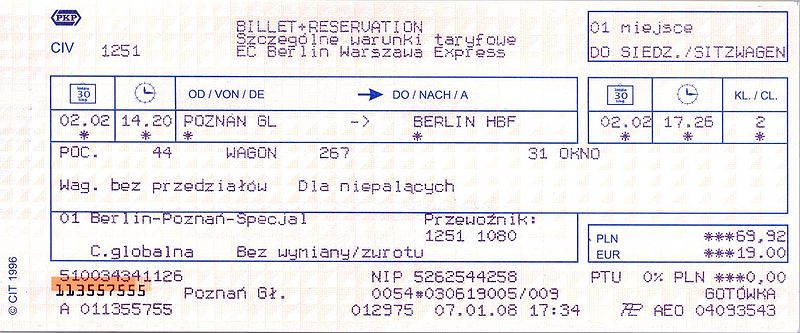 PKP
CIV 1251
BILLET+RESERVATION
Szczególne warunki taryfowe
EC Berlin Warszawa Express
01 miejsce
DO SIEDZ./SITZWAGEN
30 OD / VON / DE DO / NACH / A 30 KL. / CL.
02.02 14.20 POZNAŃ GL -> BERLIN HBF 02.02 17.26 2
* * * * * * *
POC. 44 WAGON 267 31 OKNO
Wag. bez przedziałów Dla niepalących
01 Berlin-Poznań-Specjal Przewoźnik:
1251 1080
C.globalna Bez wymiany/zwrotu
PLN ***69,92
EUR ***19.00
510034341126 NIP 5262544258 PTU 0% PLN ***0,00
113557555 Poznań Gł. 0054*030619005/009 GOTÓWKA
A 011355755 012975 07.01.08 17:34 AEO 04093543
© CIT 1996